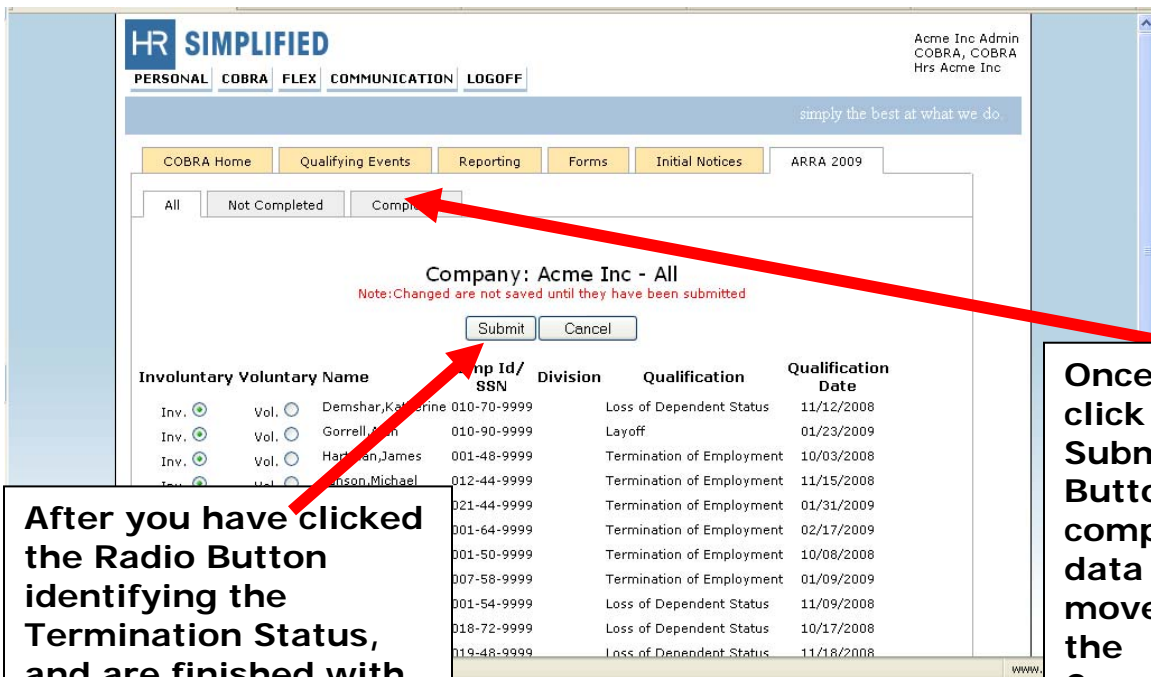 HR SIMPLIFIED
Acme Inc Admin
COBRA, COBRA
Hrs Acme Inc
PERSONAL COBRA FLEX COMMUNICATION LOGOFF
simply the best at what we do.
COBRA Home Qualifying Events Reporting Forms Initial Notices ARRA 2009
All Not Completed
Company: Acme Inc - All
Note:Changed are not saved until they have been submitted
Submit Cancel
Involuntary Voluntary Name Id/ SSN Division Qualification Qualification Date
Inv. Vol. Demshar, 010-70-9999 Loss of Dependent Status 11/12/2008
Inv. Vol. 010-90-9999 Layoff 01/23/2009
Inv. Vol. 001-48-9999 Termination of Employment 10/03/2008
012-44-9999 Termination of Employment 11/15/2008
021-44-9999 Termination of Employment 01/31/2009
001-64-9999 Termination of Employment 02/17/2009
001-50-9999 Termination of Employment 10/08/2008
007-58-9999 Termination of Employment 01/09/2009
001-54-9999 Loss of Dependent Status 11/09/2008
018-72-9999 Loss of Dependent Status 10/17/2008
019-48-9999 Loss of Dependent Status 11/18/2008
www.
After you have clicked
the Radio Button
identifying the
Termination Status,
and are finished with
Once
click
data
the